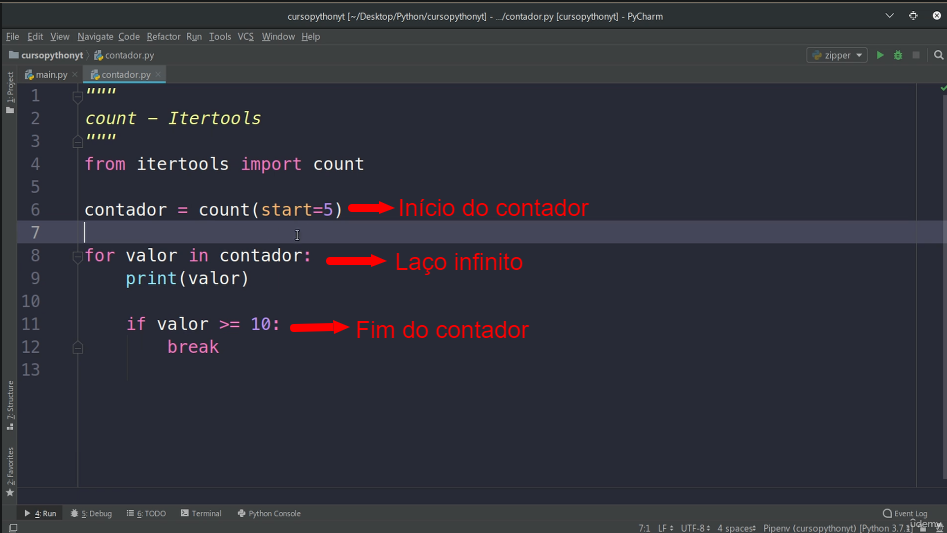 cursopythonyt [~/Desktop/Python/cursopythonyt] - .../contador.py [cursopythonyt] - PyCharm
File Edit View Navigate Code Refactor Run Tools VCS Window Help
cursopythonyt contador.py zipper
main.py contador.py
1: Project
1 """
2 count - Itertools
3 """
4 from itertools import count
5
6 contador = count(start=5) Início do contador
7
8 for valor in contador: Laço infinito
9 print(valor)
10
11 if valor >= 10: Fim do contador
12 break
13
7: Structure
2: Favorites
4: Run 5: Debug 6: TODO Terminal Python Console Event Log
7:1 LF UTF-8 4 spaces Pipenv (cursopythonyt) [Python 3.7.1]
ûdemy